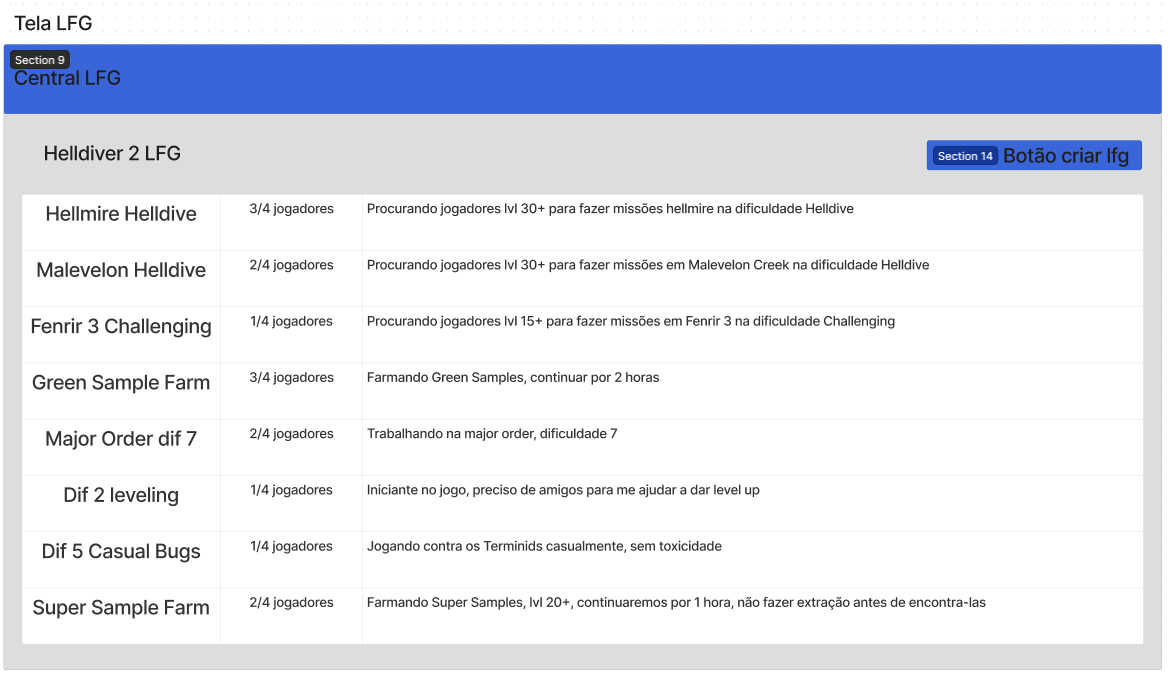 Tela LFG
Section 9
Central LFG
Helldiver 2 LFG
Section 14 Botão criar lfg
Hellmire Helldive 3/4 jogadores Procurando jogadores lvl 30+ para fazer missões hellmire na dificuldade Helldive
Malevelon Helldive 2/4 jogadores Procurando jogadores lvl 30+ para fazer missões em Malevelon Creek na dificuldade Helldive
Fenrir 3 Challenging 1/4 jogadores Procurando jogadores lvl 15+ para fazer missões em Fenrir 3 na dificuldade Challenging
Green Sample Farm 3/4 jogadores Farmando Green Samples, continuar por 2 horas
Major Order dif 7 2/4 jogadores Trabalhando na major order, dificuldade 7
Dif 2 leveling 1/4 jogadores Iniciante no jogo, preciso de amigos para me ajudar a dar level up
Dif 5 Casual Bugs 1/4 jogadores Jogando contra os Terminids casualmente, sem toxicidade
Super Sample Farm 2/4 jogadores Farmando Super Samples, lvl 20+, continuaremos por 1 hora, não fazer extração antes de encontra-las